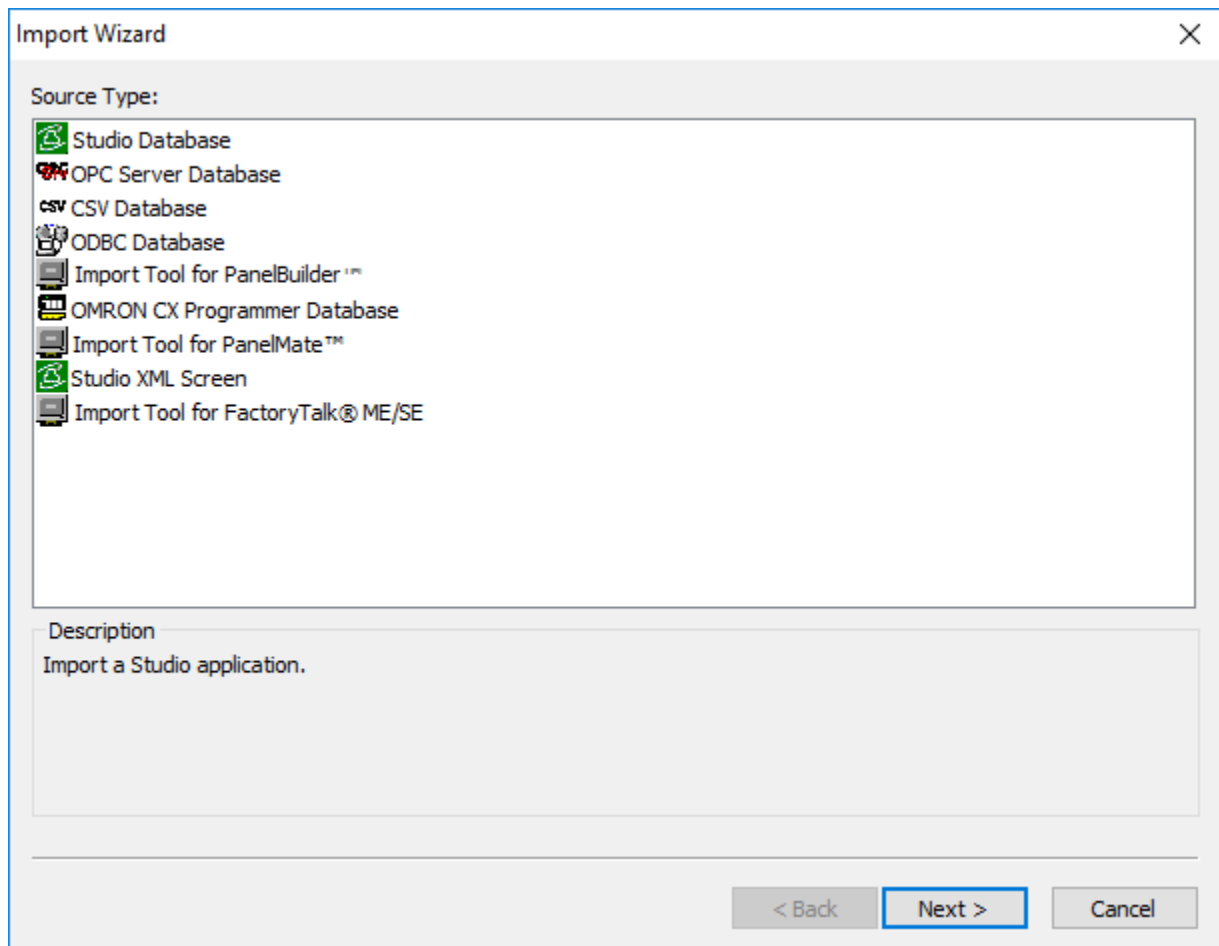 Import Wizard
Source Type:
Studio Database
OPC Server Database
CSV CSV Database
ODBC Database
Import Tool for PanelBuilder™
OMRON CX Programmer Database
Import Tool for PanelMate™
Studio XML Screen
Import Tool for FactoryTalk® ME/SE
Description
Import a Studio application.
< Back Next > Cancel